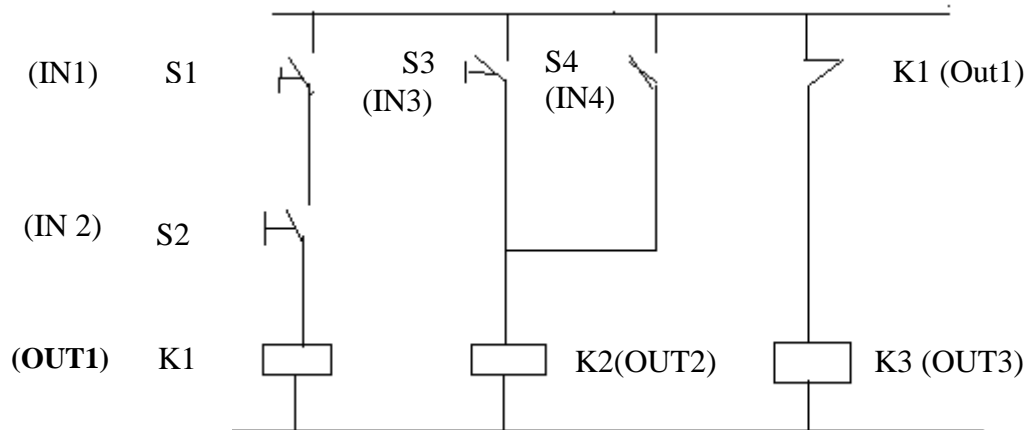 (IN1) S1
S3
(IN3)
S4
(IN4)
K1 (Out1)
(IN 2) S2
(OUT1) K1
K2(OUT2)
K3 (OUT3)